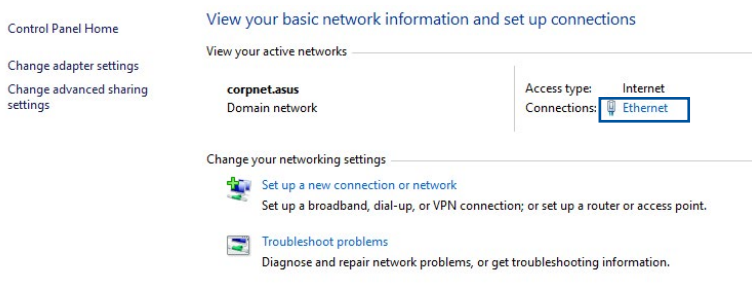 Control Panel Home
Change adapter settings
Change advanced sharing
settings
View your basic network information and set up connections
View your active networks
corpnet.asus
Domain network
Access type: Internet
Connections: Ethernet
Change your networking settings
Set up a new connection or network
Set up a broadband, dial-up, or VPN connection; or set up a router or access point.
Troubleshoot problems
Diagnose and repair network problems, or get troubleshooting information.